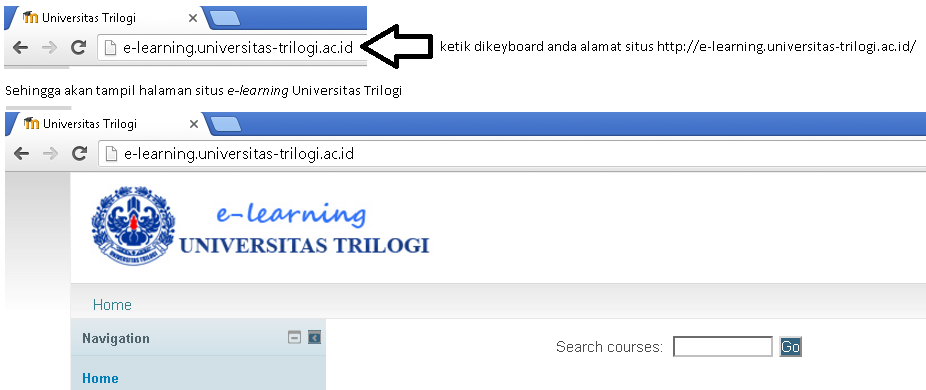 Universitas Trilogi
e-learning.universitas-trilogi.ac.id
ketik dikeyboard anda alamat situs http://e-learning.universitas-trilogi.ac.id/
Sehingga akan tampil halaman situs e-learning Universitas Trilogi
Universitas Trilogi
e-learning.universitas-trilogi.ac.id
e-learning
UNIVERSITAS TRILOGI
Home
Navigation
Search courses: Go
Home